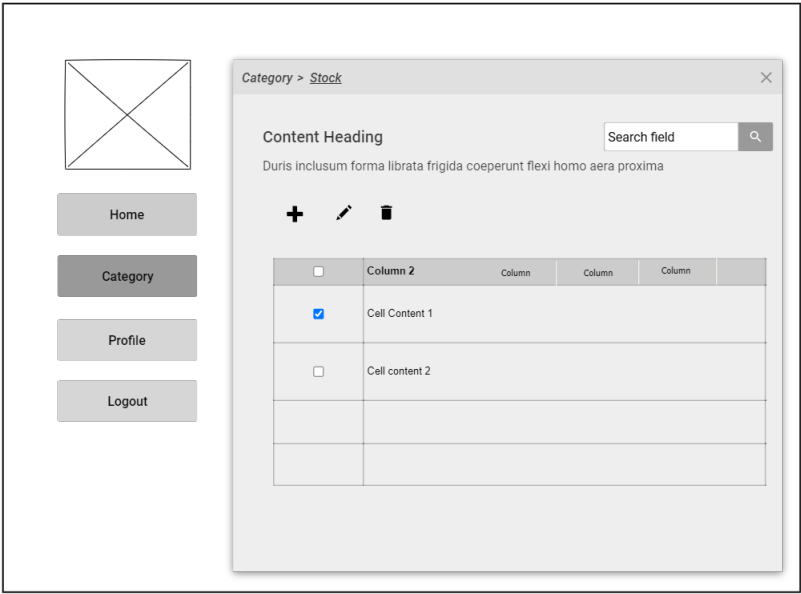 Category > Stock
Content Heading
Search field
Duris inclusum forma librata frigida coeperunt flexi homo aera proxima
Home
Category
Profile
Logout
Column 2
Column
Column
Column
Cell Content 1
Cell content 2